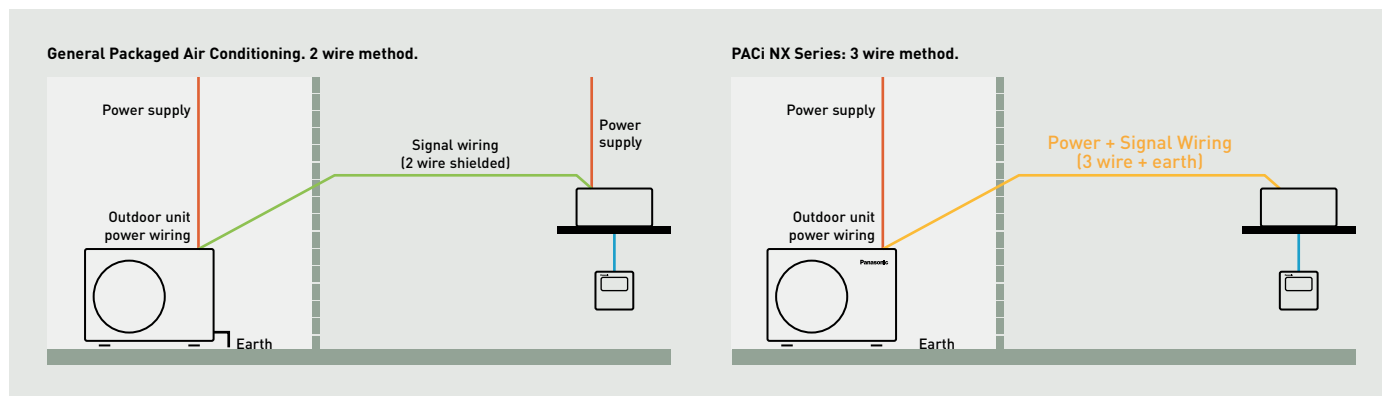 General Packaged Air Conditioning. 2 wire method.
Power supply
Signal wiring
(2 wire shielded)
Power
supply
Outdoor unit
power wiring
Earth
PACi NX Series: 3 wire method.
Power supply
Power + Signal Wiring
(3 wire + earth)
Outdoor unit
power wiring
Panasonic
Earth